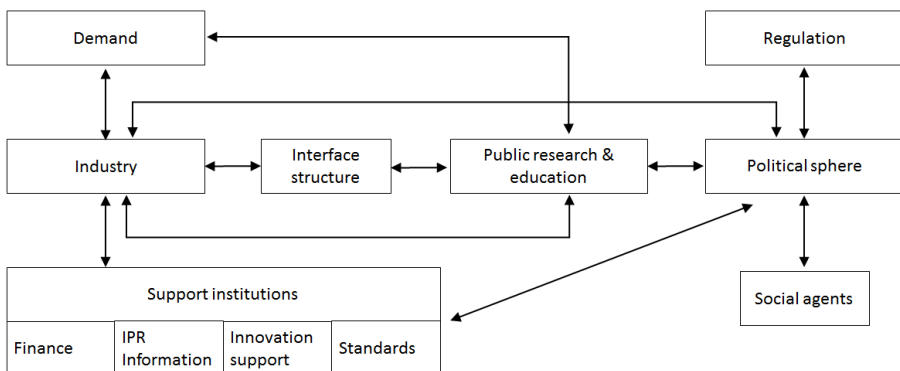 Demand
Regulation
Industry
Interface
structure
Public research &
education
Political sphere
Support institutions
Social agents
Finance
IPR
Information
Innovation
support
Standards